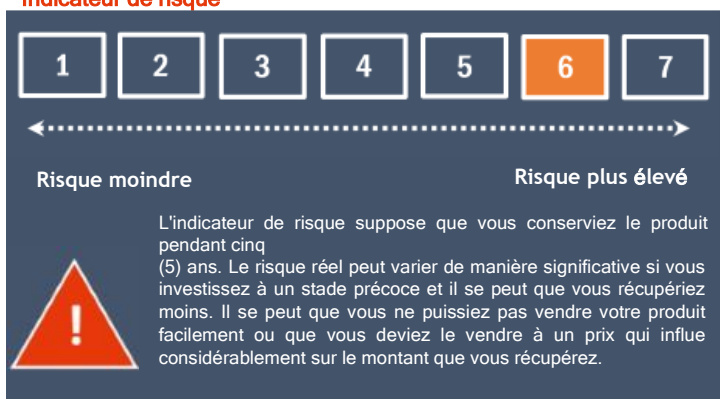 Indicateur de risque
1 2 3 4 5 6 7
Risque moindre Risque plus élevé
L'indicateur de risque suppose que vous conserviez le produit
pendant cinq
(5) ans. Le risque réel peut varier de manière significative si vous
investissez à un stade précoce et il se peut que vous récupériez
moins. Il se peut que vous ne puissiez pas vendre votre produit
facilement ou que vous deviez le vendre à un prix qui influe
considérablement sur le montant que vous récupérez.
!